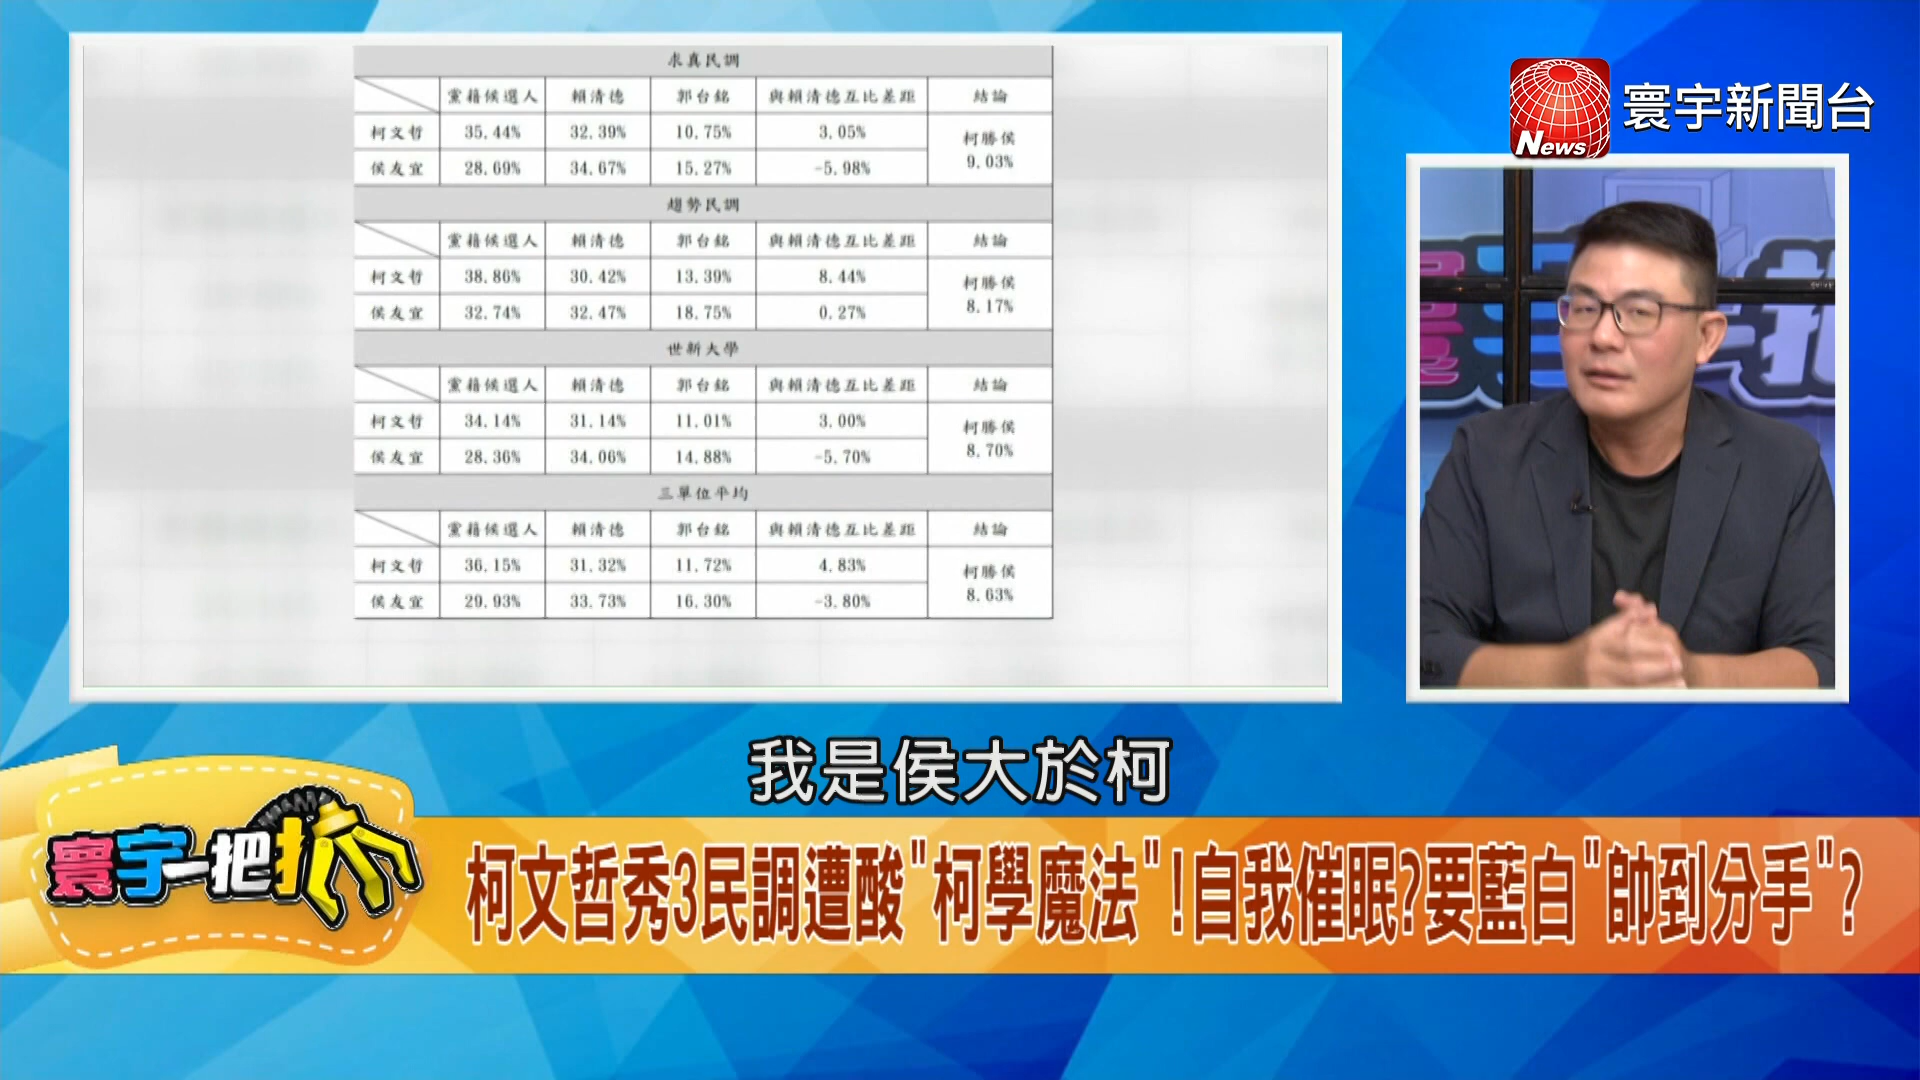 求真民調
黨籍候選人 賴清德 郭台銘 與賴清德互比差距 結論
柯文哲 35.44% 32.39% 10.75% 3.05% 柯勝侯
侯友宜 28.69% 34.67% 15.27% -5.98% 9.03%
趨勢民調
黨籍候選人 賴清德 郭台銘 與賴清德互比差距 結論
柯文哲 38.86% 30.42% 13.39% 8.44% 柯勝侯
侯友宜 32.74% 32.47% 18.75% 0.27% 8.17%
世新大學
黨籍候選人 賴清德 郭台銘 與賴清德互比差距 結論
柯文哲 34.14% 31.14% 11.01% 3.00% 柯勝侯
侯友宜 28.36% 34.06% 14.88% -5.70% 8.70%
三單位平均
黨籍候選人 賴清德 郭台銘 與賴清德互比差距 結論
柯文哲 36.15% 31.32% 11.72% 4.83% 柯勝侯
侯友宜 29.93% 33.73% 16.30% -3.80% 8.63%
News 寰宇新聞台
我是侯大於柯
寰宇一把抓
柯文哲秀3民調遭酸"柯學魔法"!自我催眠?要藍白"帥到分手"?